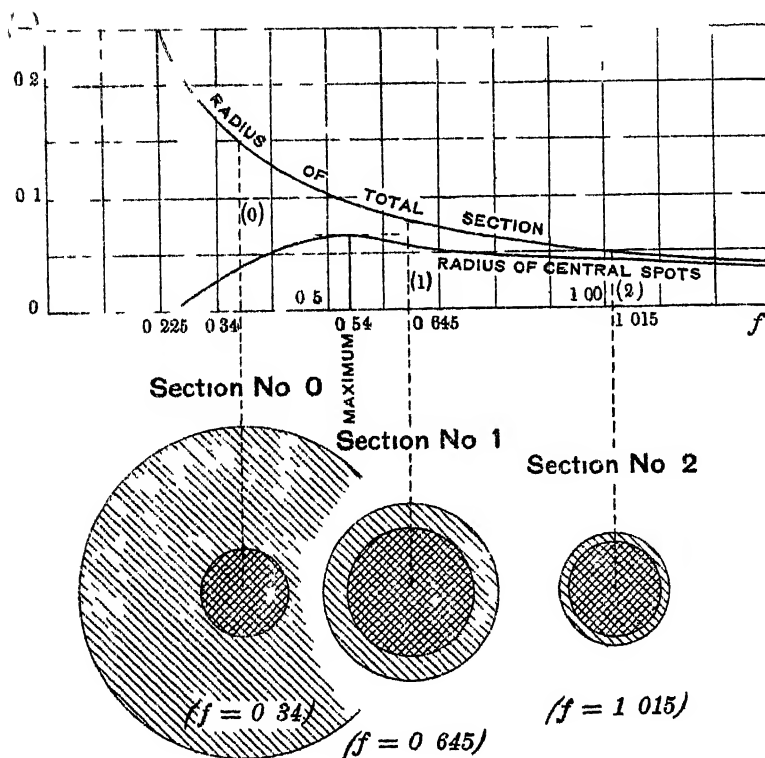 (—)
0 2
RADIUS OF TOTAL SECTION
0 1
(0)
RADIUS OF CENTRAL SPOTS
(1)
0 5
1 00
(2)
0
0 225
0 34
0 54
0 645
1 015
f
MAXIMUM
Section No 0
Section No 1
Section No 2
(f = 0 34)
(f = 0 645)
(f = 1 015)